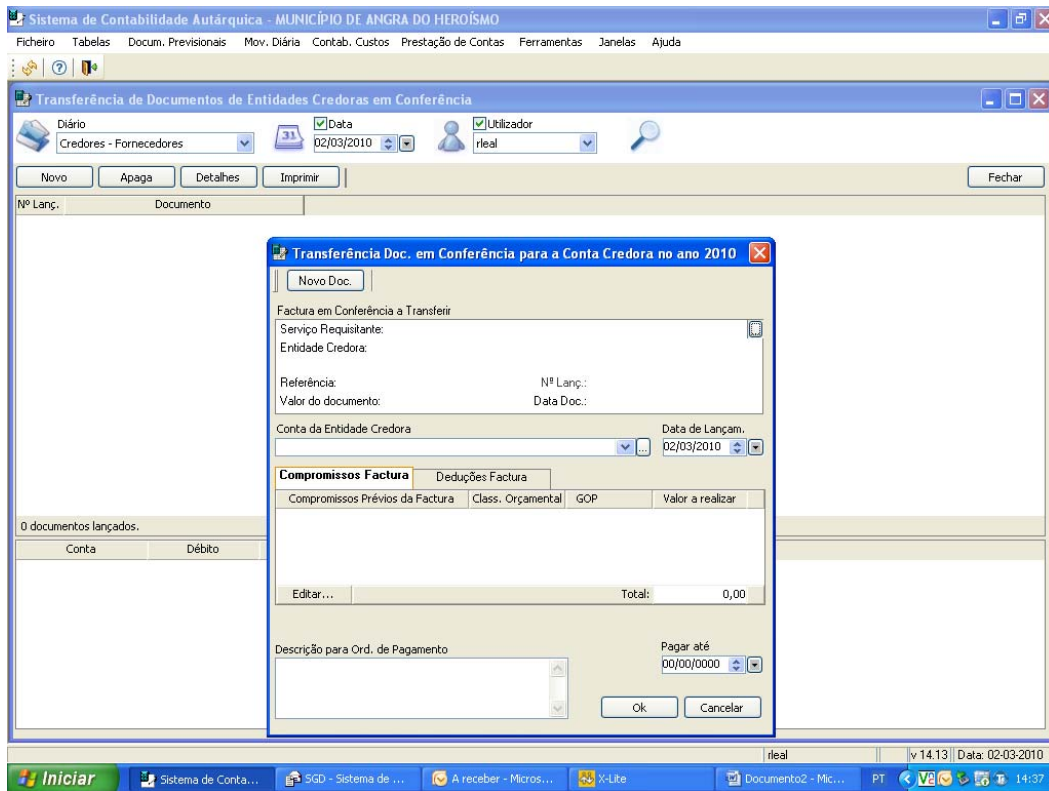 Sistema de Contabilidade Autárquica - MUNICÍPIO DE ANGRA DO HEROÍSMO
Ficheiro Tabelas Docum. Previsionais Mov. Diária Contab. Custos Prestação de Contas Ferramentas Janelas Ajuda
Transferência de Documentos de Entidades Credoras em Conferência
Diário Data Utilizador
Credores - Fornecedores 31 02/03/2010 rleal
Novo Apaga Detalhes Imprimir Fechar
Nº Lanç. Documento
Transferência Doc. em Conferência para a Conta Credora no ano 2010
Novo Doc.
Factura em Conferência a Transferir
Serviço Requisitante:
Entidade Credora:
Referência: Nº Lanç.:
Valor do documento: Data Doc.:
Conta da Entidade Credora Data de Lançam.
... 02/03/2010
Compromissos Factura Deduções Factura
Compromissos Prévios da Factura Class. Orçamental GOP Valor a realizar
0 documentos lançados.
Conta Débito
Editar... Total: 0,00
Descrição para Ord. de Pagamento Pagar até
00/00/0000
Ok Cancelar
rleal v 14.13 Data: 02-03-2010
Iniciar Sistema de Conta... SGD - Sistema de ... A receber - Micros... X-Lite Documento2 - Mic... PT 14:37